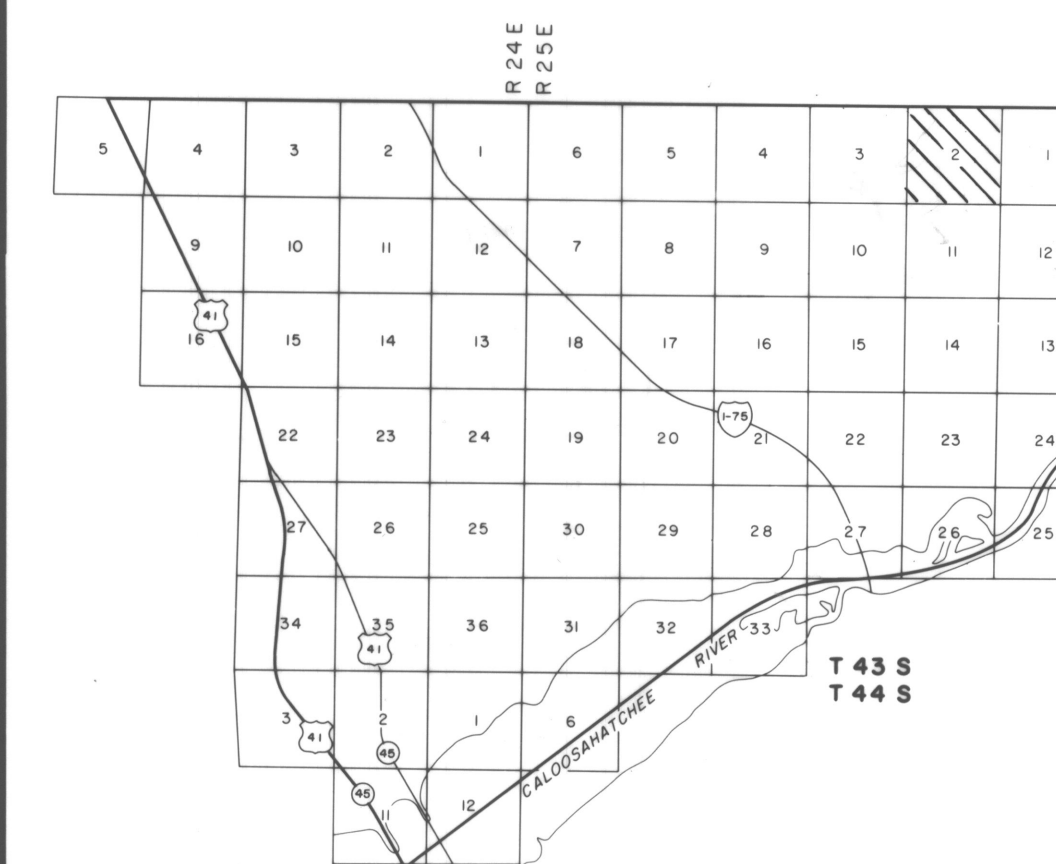 R 24 E
R 25 E
5 4 3 2 1 6 5 4 3 2 1
9 10 11 12 7 8 9 10 11 12
41
16 15 14 13 18 17 16 15 14 13
I-75
22 23 24 19 20 21 22 23 24
27 26 25 30 29 28 27 26 25
34 35 36 31 32 33
41
RIVER
T 43 S
T 44 S
3 2 1 6
41
45
CALOOSAHATCHEE
45
11 12